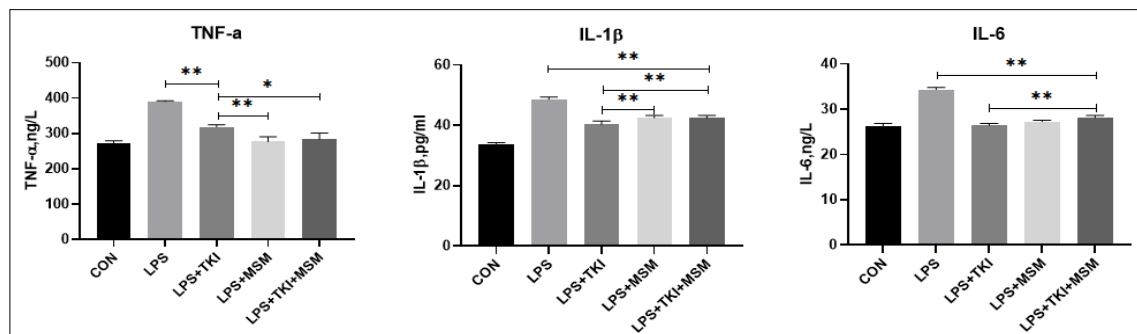 TNF-a
TNF-α,ng/L
500
400
300
200
100
0
**
*
**
CON
LPS
LPS+TKI
LPS+MSM
LPS+TKI+MSM
IL-1β
IL-1β,pg/ml
60
40
20
0
**
**
**
CON
LPS
LPS+TKI
LPS+MSM
LPS+TKI+MSM
IL-6
IL-6,ng/L
40
30
20
10
0
**
**
CON
LPS
LPS+TKI
LPS+MSM
LPS+TKI+MSM